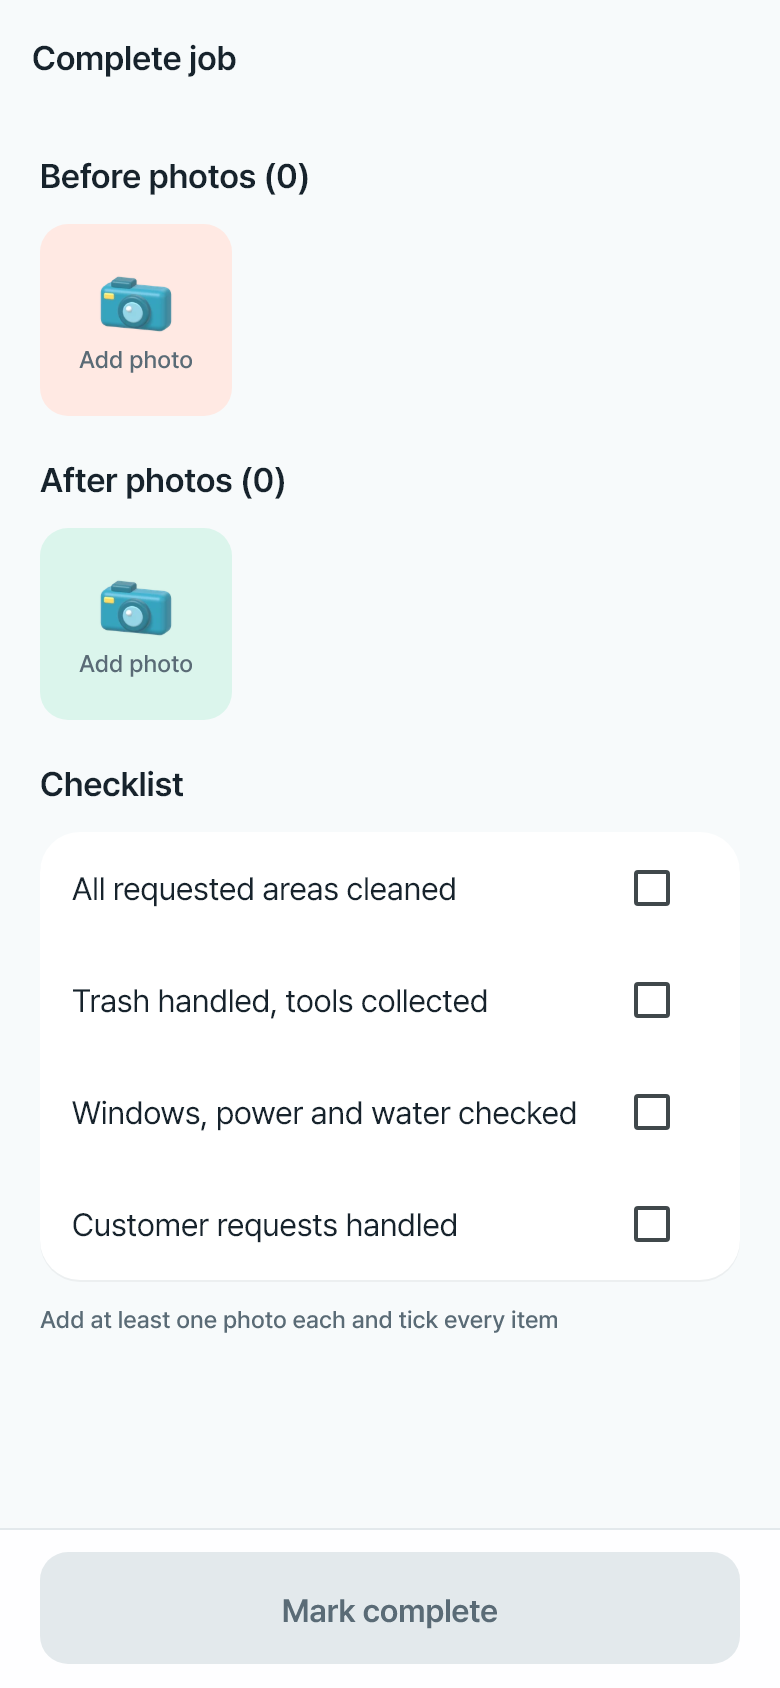 Complete job
Before photos (0)
Add photo
After photos (0)
Add photo
Checklist
All requested areas cleaned
Trash handled, tools collected
Windows, power and water checked
Customer requests handled
Add at least one photo each and tick every item
Mark complete